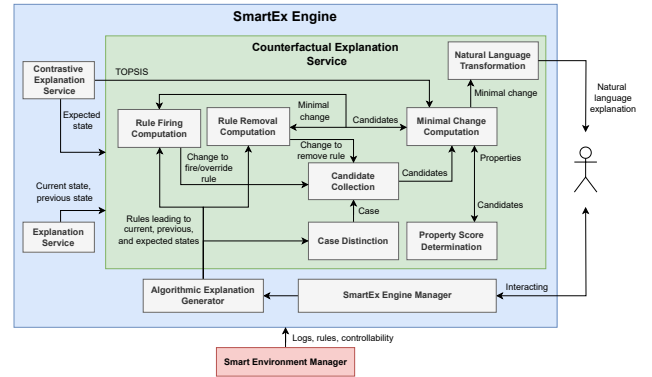 SmartEx Engine
Counterfactual Explanation
Service
Natural Language
Transformation
Contrastive
Explanation
Service
TOPSIS
Minimal change
Natural
language
explanation
Expected
state
Rule Firing
Computation
Rule Removal
Computation
Minimal
change
Candidates
Minimal Change
Computation
Change to
fire/override
rule
Change to
remove rule
Properties
Candidate
Collection
Candidates
Current state,
previous state
Case
Candidates
Explanation
Service
Rules leading to
current, previous,
and expected states
Case Distinction
Property Score
Determination
Algorithmic Explanation
Generator
SmartEx Engine Manager
Interacting
Logs, rules, controllability
Smart Environment Manager